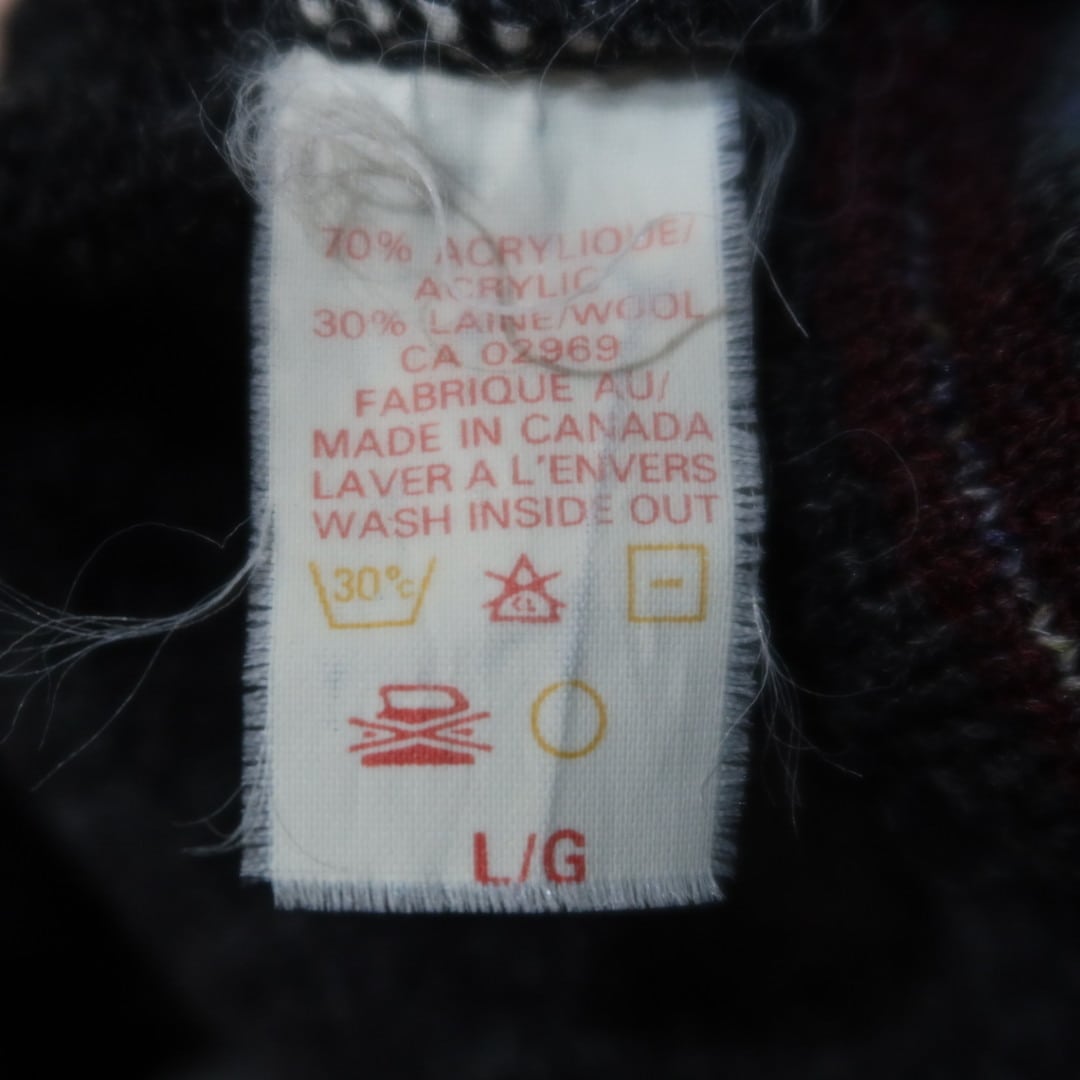 70% ACRYLIQUE/
ACRYLIC
30% LAINE/WOOL
CA 02969
FABRIQUE AU/
MADE IN CANADA
LAVER A L'ENVERS
WASH INSIDE OUT
30°C CL -
L/G